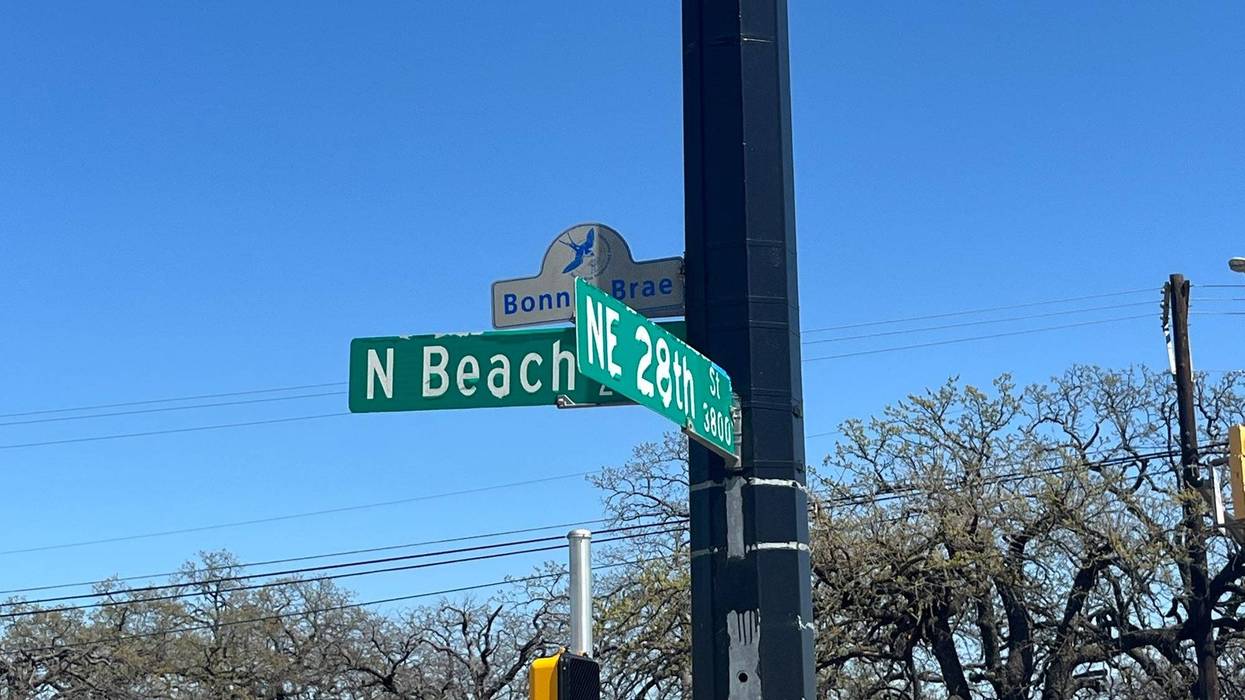 Bonn Brae
N Beach
NE 28th St
3800